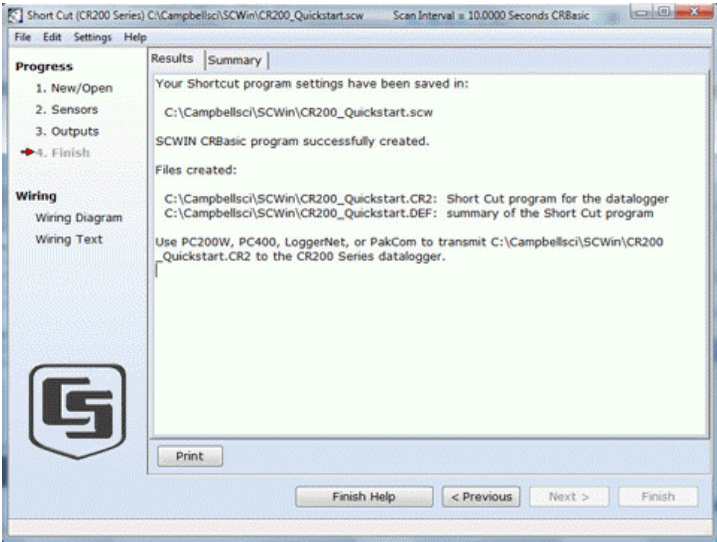 Short Cut (CR200 Series) C:\Campbellsci\SCWin\CR200_Quickstart.scw Scan Interval = 10.0000 Seconds CRBasic
File Edit Settings Help
Progress
1. New/Open
2. Sensors
3. Outputs
4. Finish
Wiring
Wiring Diagram
Wiring Text
Results Summary
Your Shortcut program settings have been saved in:
C:\Campbellsci\SCWin\CR200_Quickstart.scw
SCWIN CRBasic program successfully created.
Files created:
C:\Campbellsci\SCWin\CR200_Quickstart.CR2: Short Cut program for the datalogger
C:\Campbellsci\SCWin\CR200_Quickstart.DEF: summary of the Short Cut program
Use PC200W, PC400, LoggerNet, or PakCom to transmit C:\Campbellsci\SCWin\CR200
_Quickstart.CR2 to the CR200 Series datalogger.
CS
Print
Finish Help < Previous Next > Finish